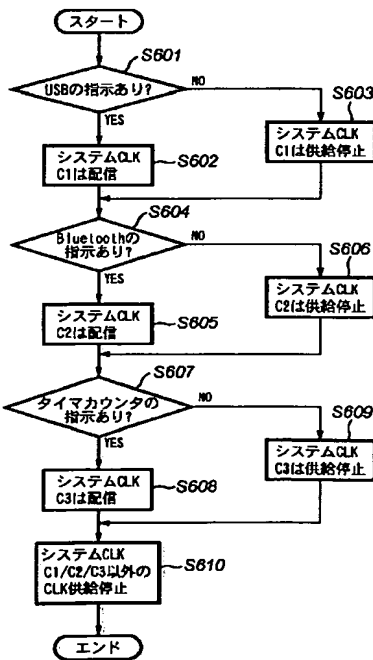 スタート
S601
USBの指示あり?
NO
YES
S603
システムCLK
C1は供給停止
システムCLK
C1は配信
S602
S604
Bluetoothの
指示あり?
NO
YES
S606
システムCLK
C2は供給停止
システムCLK
C2は配信
S605
S607
タイマカウンタの
指示あり?
NO
YES
S609
システムCLK
C3は供給停止
システムCLK
C3は配信
S608
システムCLK
C1/C2/C3以外の
CLK供給停止
S610
エンド